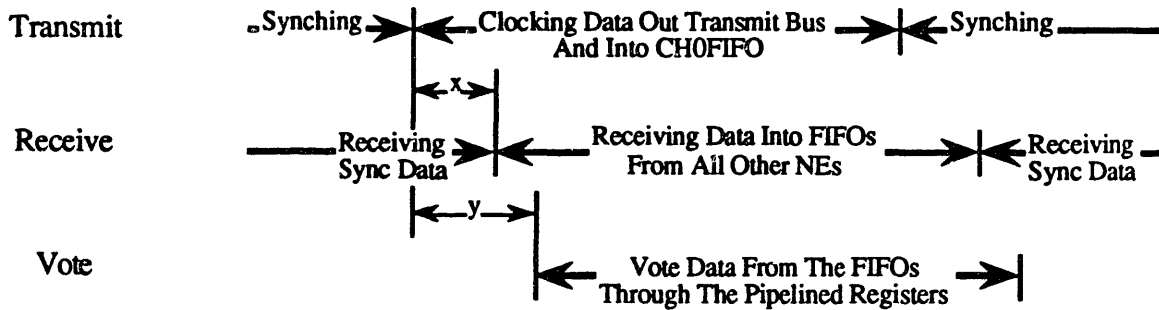 Transmit
Synching
Clocking Data Out Transmit Bus
And Into CH0FIFO
Synching
x
Receive
Receiving
Sync Data
Receiving Data Into FIFOs
From All Other NEs
Receiving
Sync Data
y
Vote
Vote Data From The FIFOs
Through The Pipelined Registers